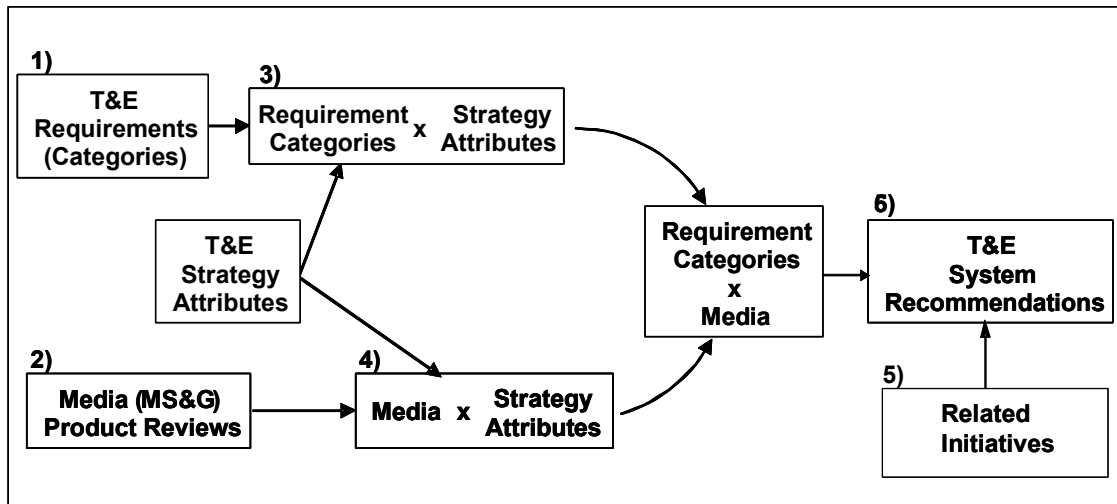 1)
T&E
Requirements
(Categories)
3)
Requirement
Categories
x
Strategy
Attributes
T&E
Strategy
Attributes
2)
Media (MS&G)
Product Reviews
4)
Media x
Strategy
Attributes
Requirement
Categories
x
Media
6)
T&E
System
Recommendations
5)
Related
Initiatives